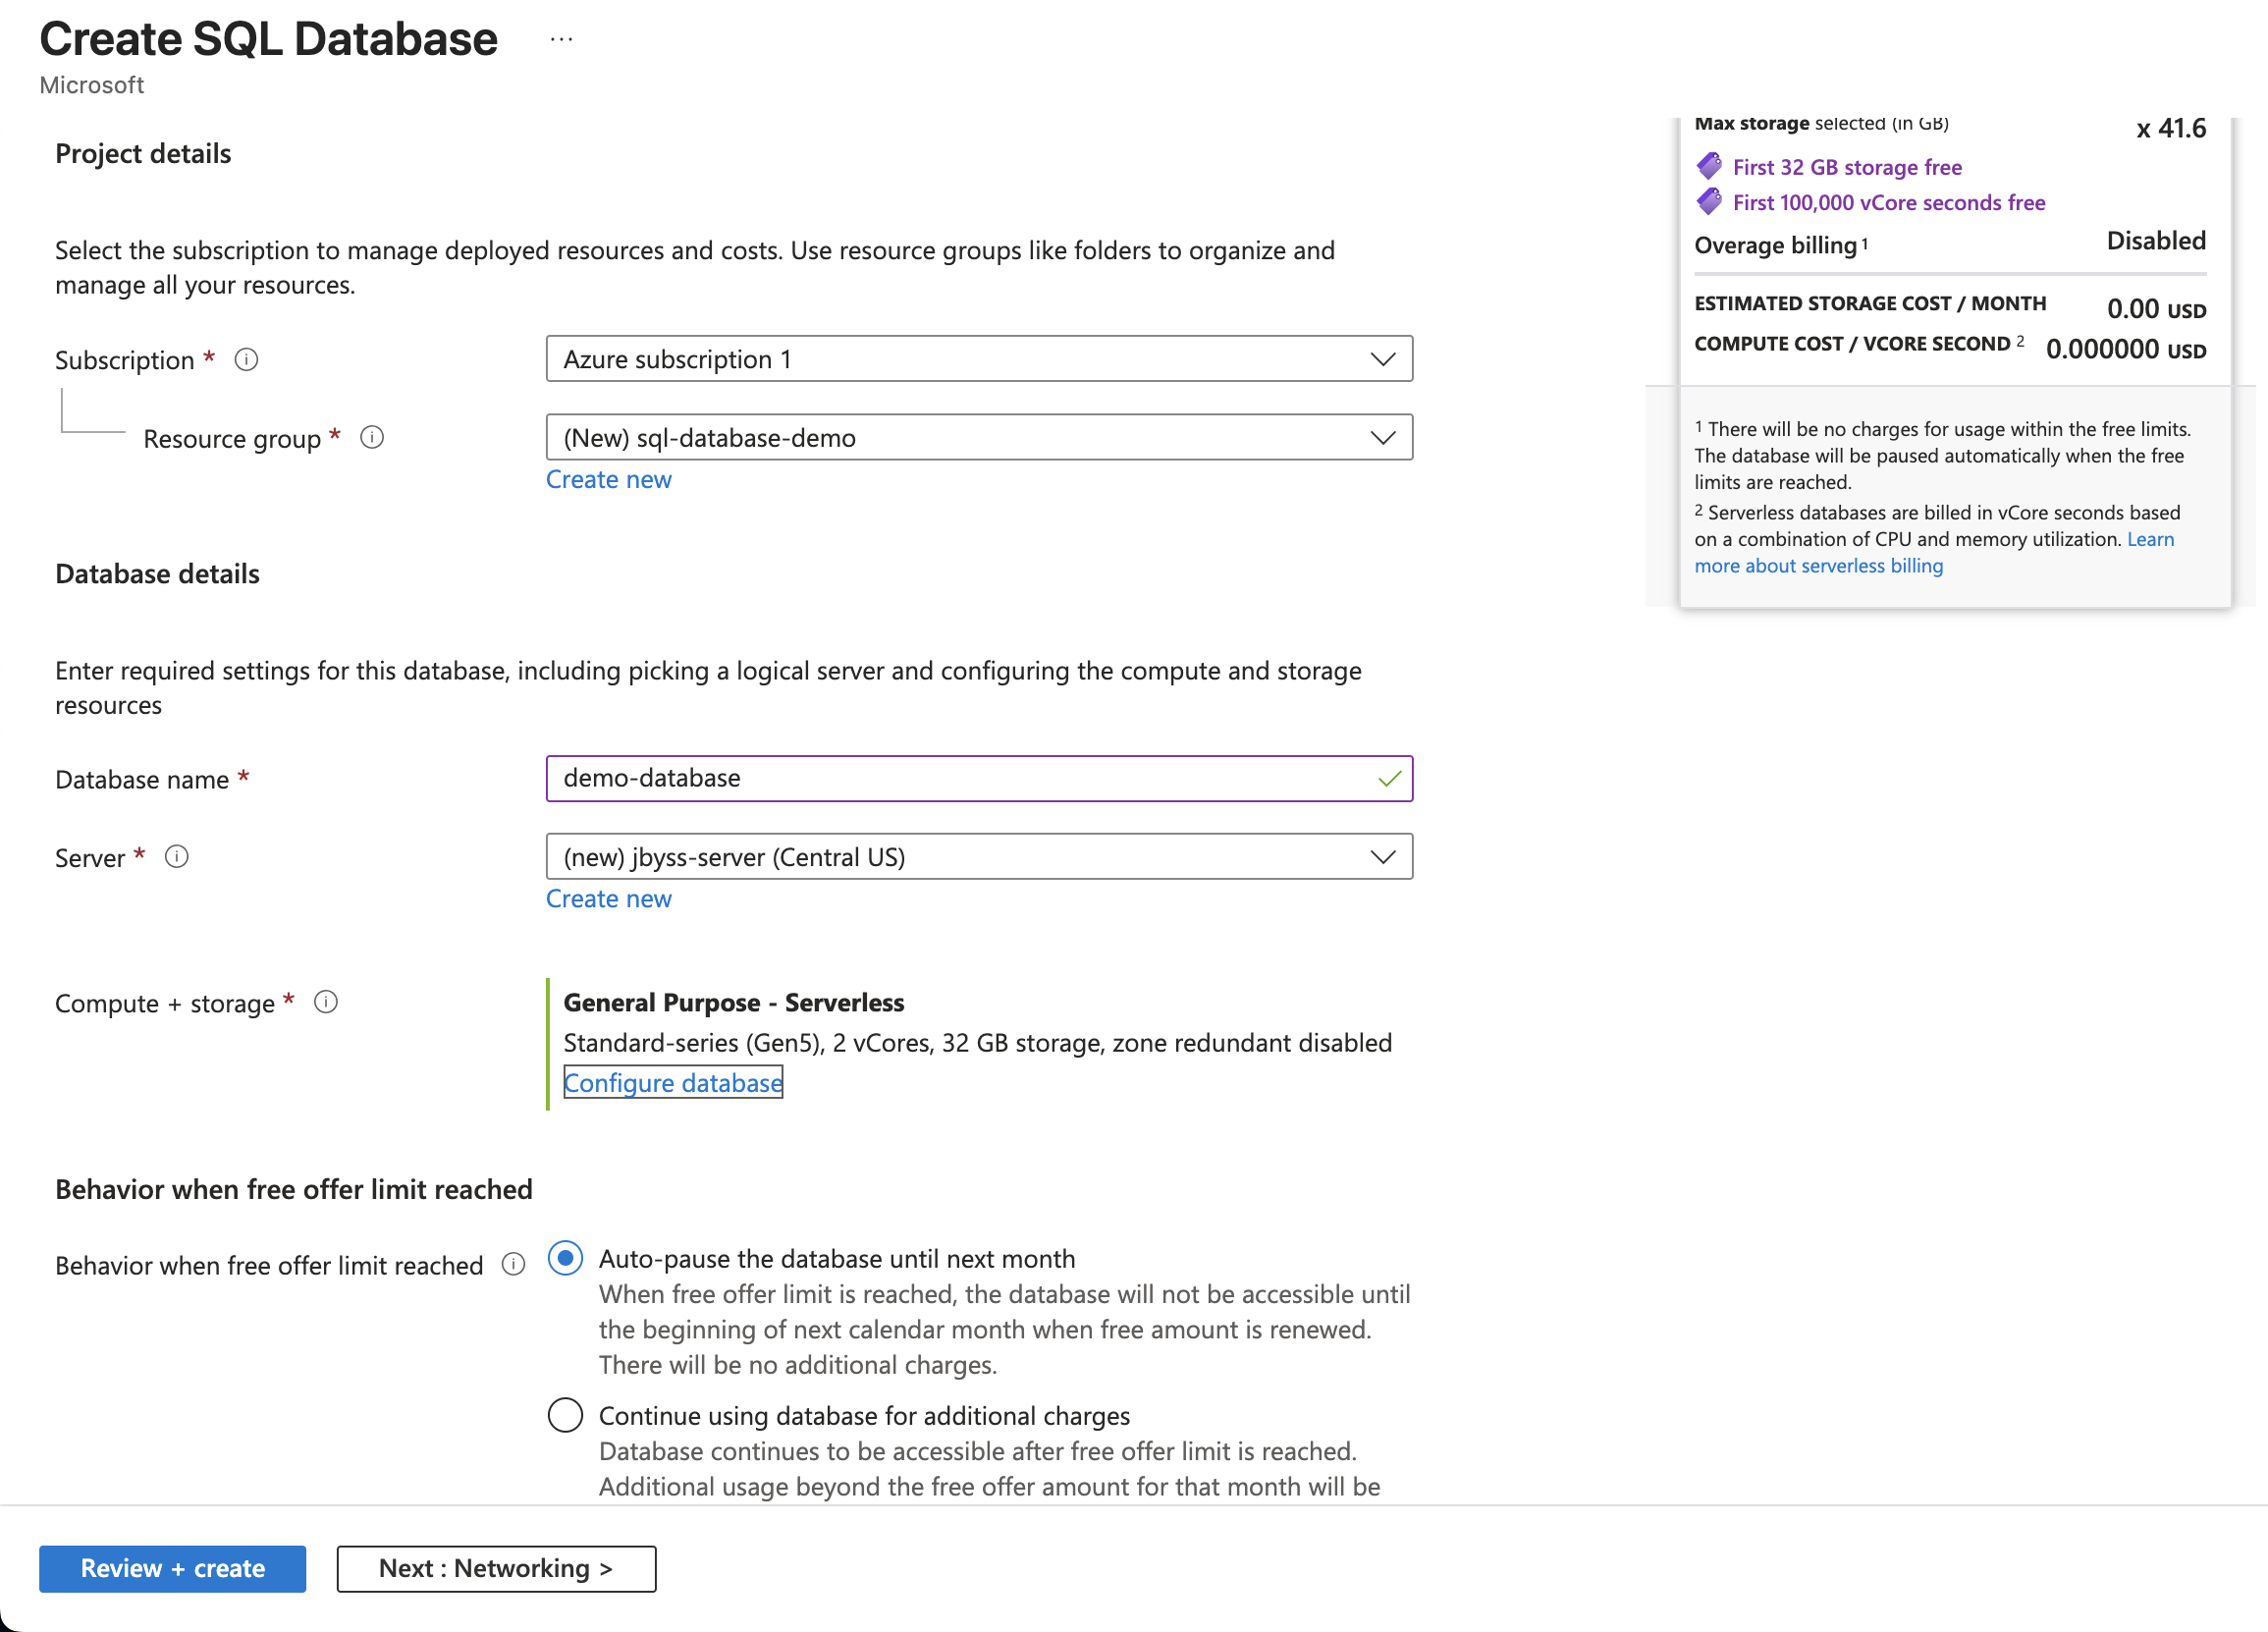 Create SQL Database ...
Microsoft
Project details
Select the subscription to manage deployed resources and costs. Use resource groups like folders to organize and
manage all your resources.
Subscription *
Azure subscription 1
Resource group *
(New) sql-database-demo
Create new
Database details
Enter required settings for this database, including picking a logical server and configuring the compute and storage
resources
Database name *
demo-database
Server *
(new) jbyss-server (Central US)
Create new
Compute + storage *
General Purpose - Serverless
Standard-series (Gen5), 2 vCores, 32 GB storage, zone redundant disabled
Configure database
Behavior when free offer limit reached
Behavior when free offer limit reached
Auto-pause the database until next month
When free offer limit is reached, the database will not be accessible until
the beginning of next calendar month when free amount is renewed.
There will be no additional charges.
Continue using database for additional charges
Database continues to be accessible after free offer limit is reached.
Additional usage beyond the free offer amount for that month will be
Review + create
Next : Networking >
Max storage selected (in GB) x 41.6
First 32 GB storage free
First 100,000 vCore seconds free
Overage billing 1 Disabled
ESTIMATED STORAGE COST / MONTH 0.00 USD
COMPUTE COST / VCORE SECOND 2 0.000000 USD
1 There will be no charges for usage within the free limits.
The database will be paused automatically when the free
limits are reached.
2 Serverless databases are billed in vCore seconds based
on a combination of CPU and memory utilization. Learn
more about serverless billing